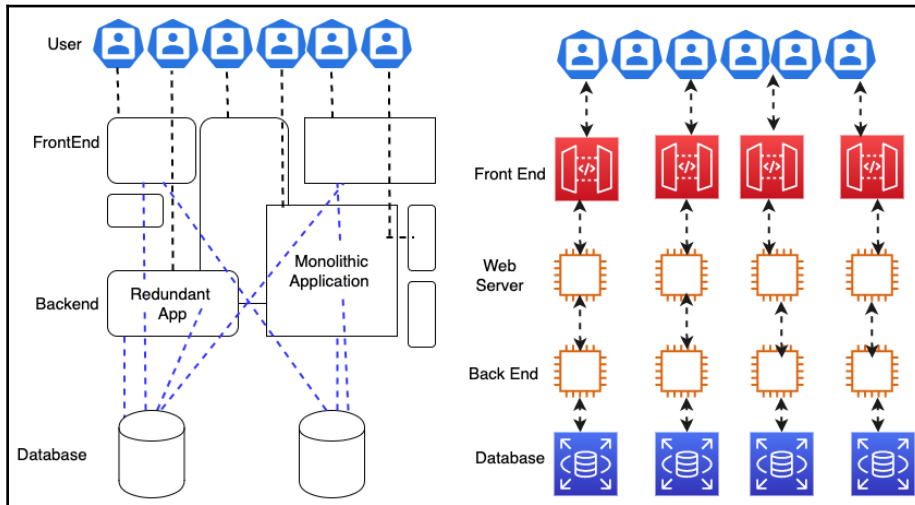 User
FrontEnd
Monolithic
Application
Backend
Redundant
App
Database
Front End
</>
</>
</>
</>
Web
Server
Back End
Database